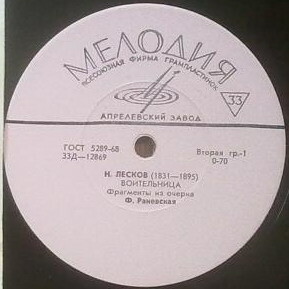 МЕЛОДИЯ
ВСЕСОЮЗНАЯ ФИРМА ГРАМПЛАСТИНОК
33
АПРЕЛЕВСКИЙ ЗАВОД
ГОСТ 5289-68
33Д—12869
Вторая гр.-1
0-70
Н. ЛЕСКОВ (1831—1895)
ВОИТЕЛЬНИЦА
Фрагменты из очерка
Ф. Раневская